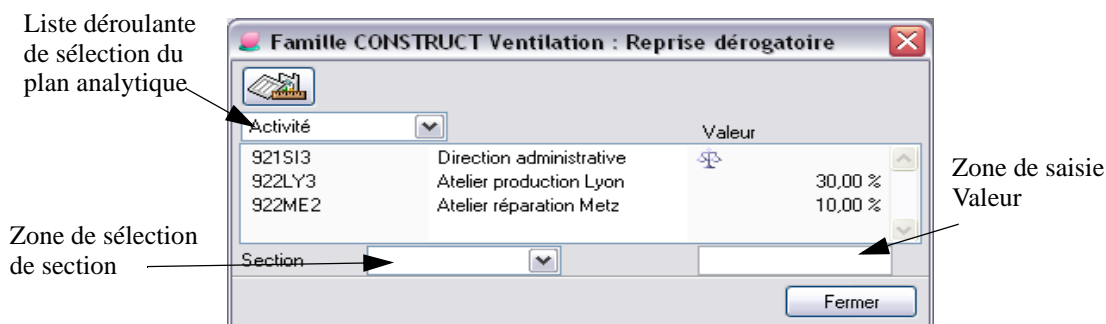 Liste déroulante
de sélection du
plan analytique
Famille CONSTRUCT Ventilation : Reprise dérogatoire
Activité
Valeur
921SI3 Direction administrative
922LY3 Atelier production Lyon 30,00 %
922ME2 Atelier réparation Metz 10,00 %
Zone de saisie
Valeur
Zone de sélection
de section
Section
Fermer